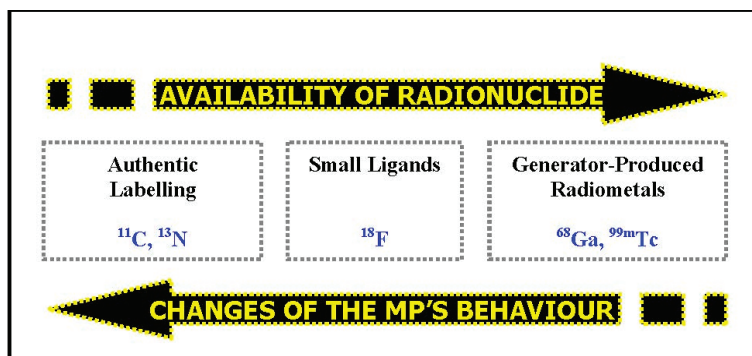 AVAILABILITY OF RADIONUCLIDE
Authentic
Labelling
¹¹C, ¹³N
Small Ligands
¹⁸F
Generator-Produced
Radiometals
⁶⁸Ga, ⁹⁹ᵐTc
CHANGES OF THE MP'S BEHAVIOUR